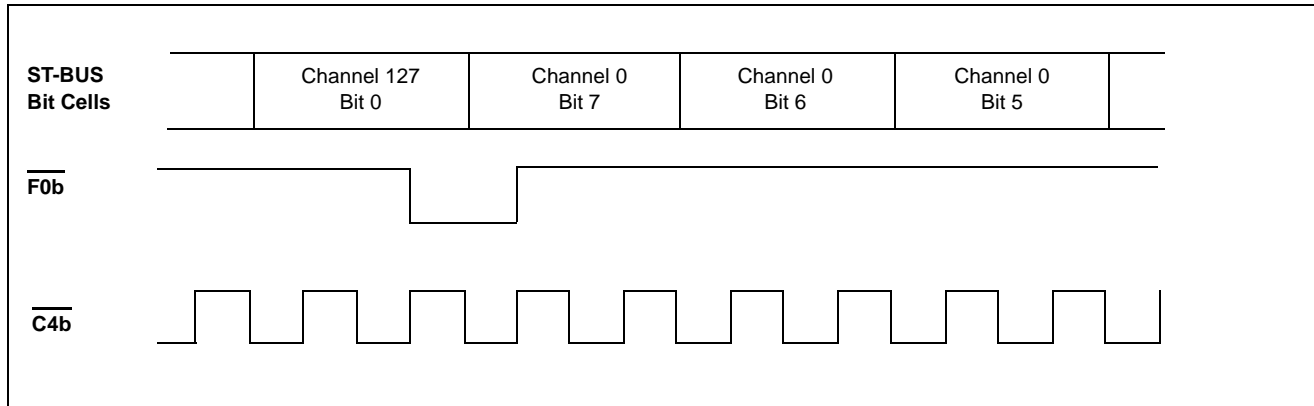 ST-BUS
Bit Cells
Channel 127
Bit 0
Channel 0
Bit 7
Channel 0
Bit 6
Channel 0
Bit 5
F0b
C4b